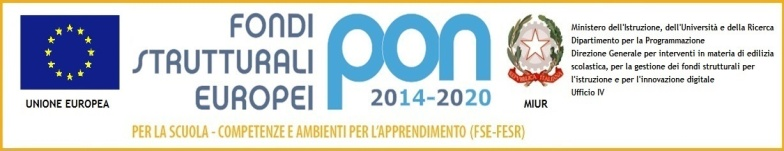 UNIONE EUROPEA
FONDI
STRUTTURALI
EUROPEI
pon
2014-2020
MIUR
Ministero dell'Istruzione, dell'Università e della Ricerca
Dipartimento per la Programmazione
Direzione Generale per interventi in materia di edilizia
scolastica, per la gestione dei fondi strutturali per
l'istruzione e per l'innovazione digitale
Ufficio IV
PER LA SCUOLA - COMPETENZE E AMBIENTI PER L'APPRENDIMENTO (FSE-FESR)